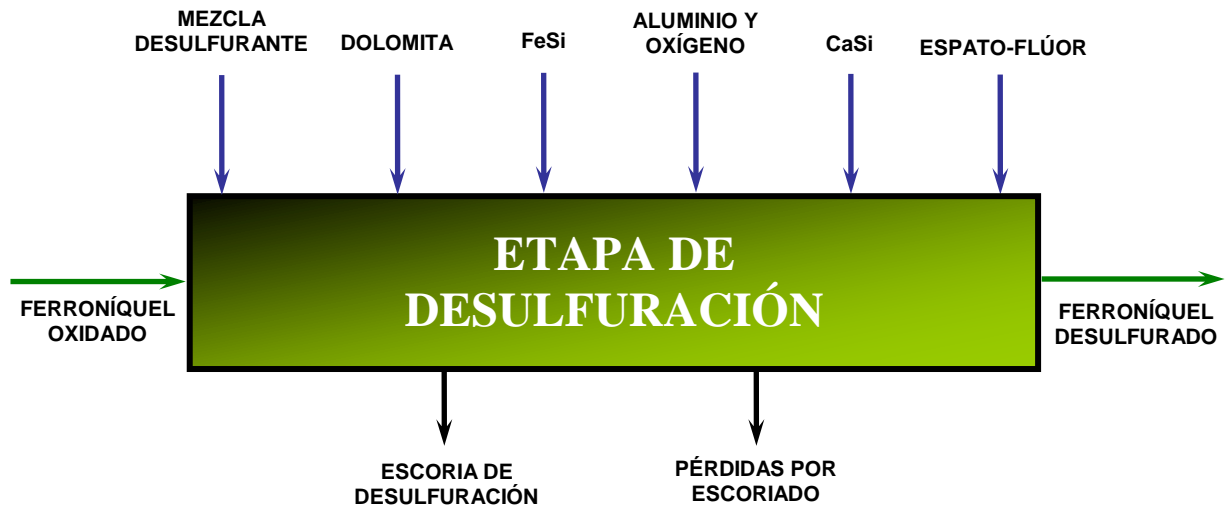 MEZCLA
DESULFURANTE
DOLOMITA
FeSi
ALUMINIO Y
OXÍGENO
CaSi
ESPATO-FLÚOR
ETAPA DE
DESULFURACIÓN
FERRONÍQUEL
OXIDADO
FERRONÍQUEL
DESULFURADO
ESCORIA DE
DESULFURACIÓN
PÉRDIDAS POR
ESCORIADO